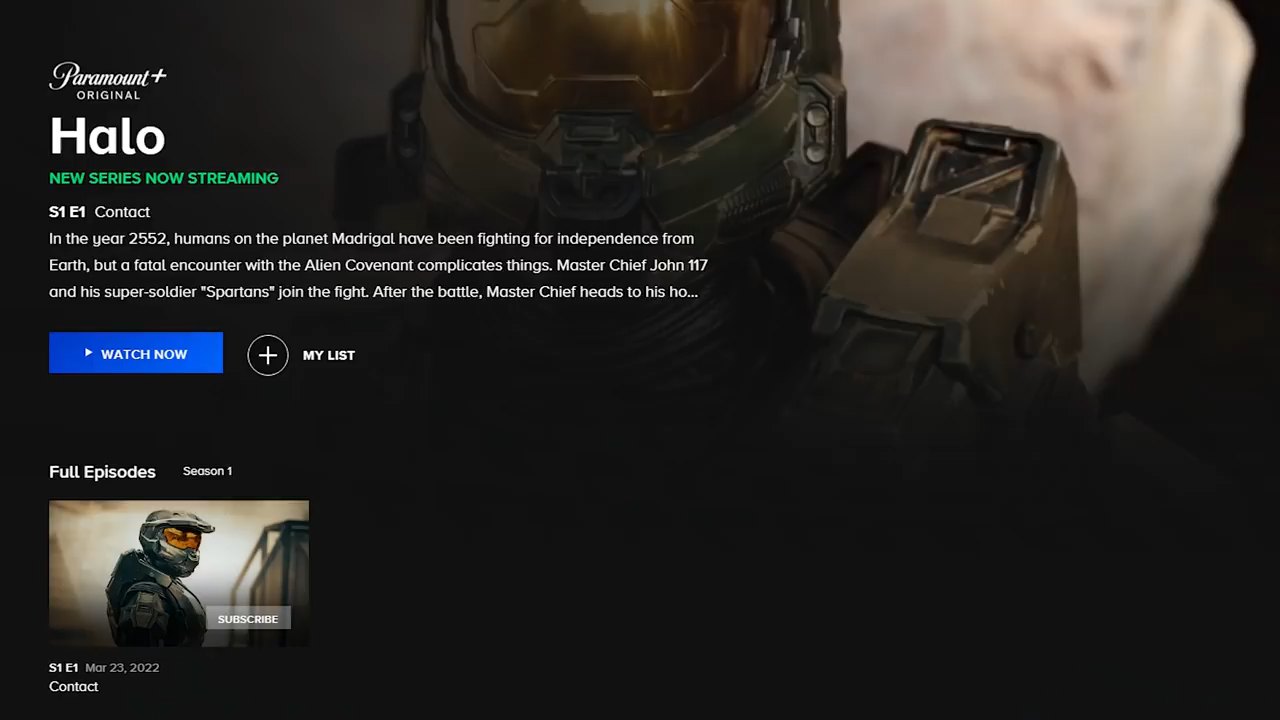 Paramount+
ORIGINAL
Halo
NEW SERIES NOW STREAMING
S1 E1 Contact
In the year 2552, humans on the planet Madrigal have been fighting for independence from
Earth, but a fatal encounter with the Alien Covenant complicates things. Master Chief John 117
and his super-soldier "Spartans" join the fight. After the battle, Master Chief heads to his ho...
WATCH NOW
MY LIST
Full Episodes Season 1
SUBSCRIBE
S1 E1 Mar 23, 2022
Contact